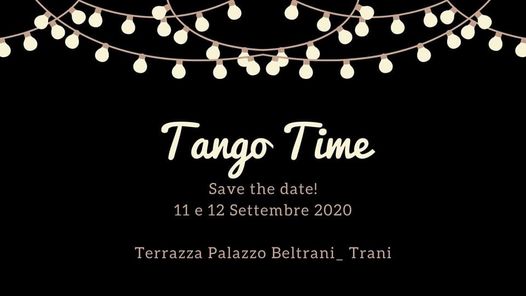 Tango Time
Save the date!
11 e 12 Settembre 2020
Terrazza Palazzo Beltrani_ Trani